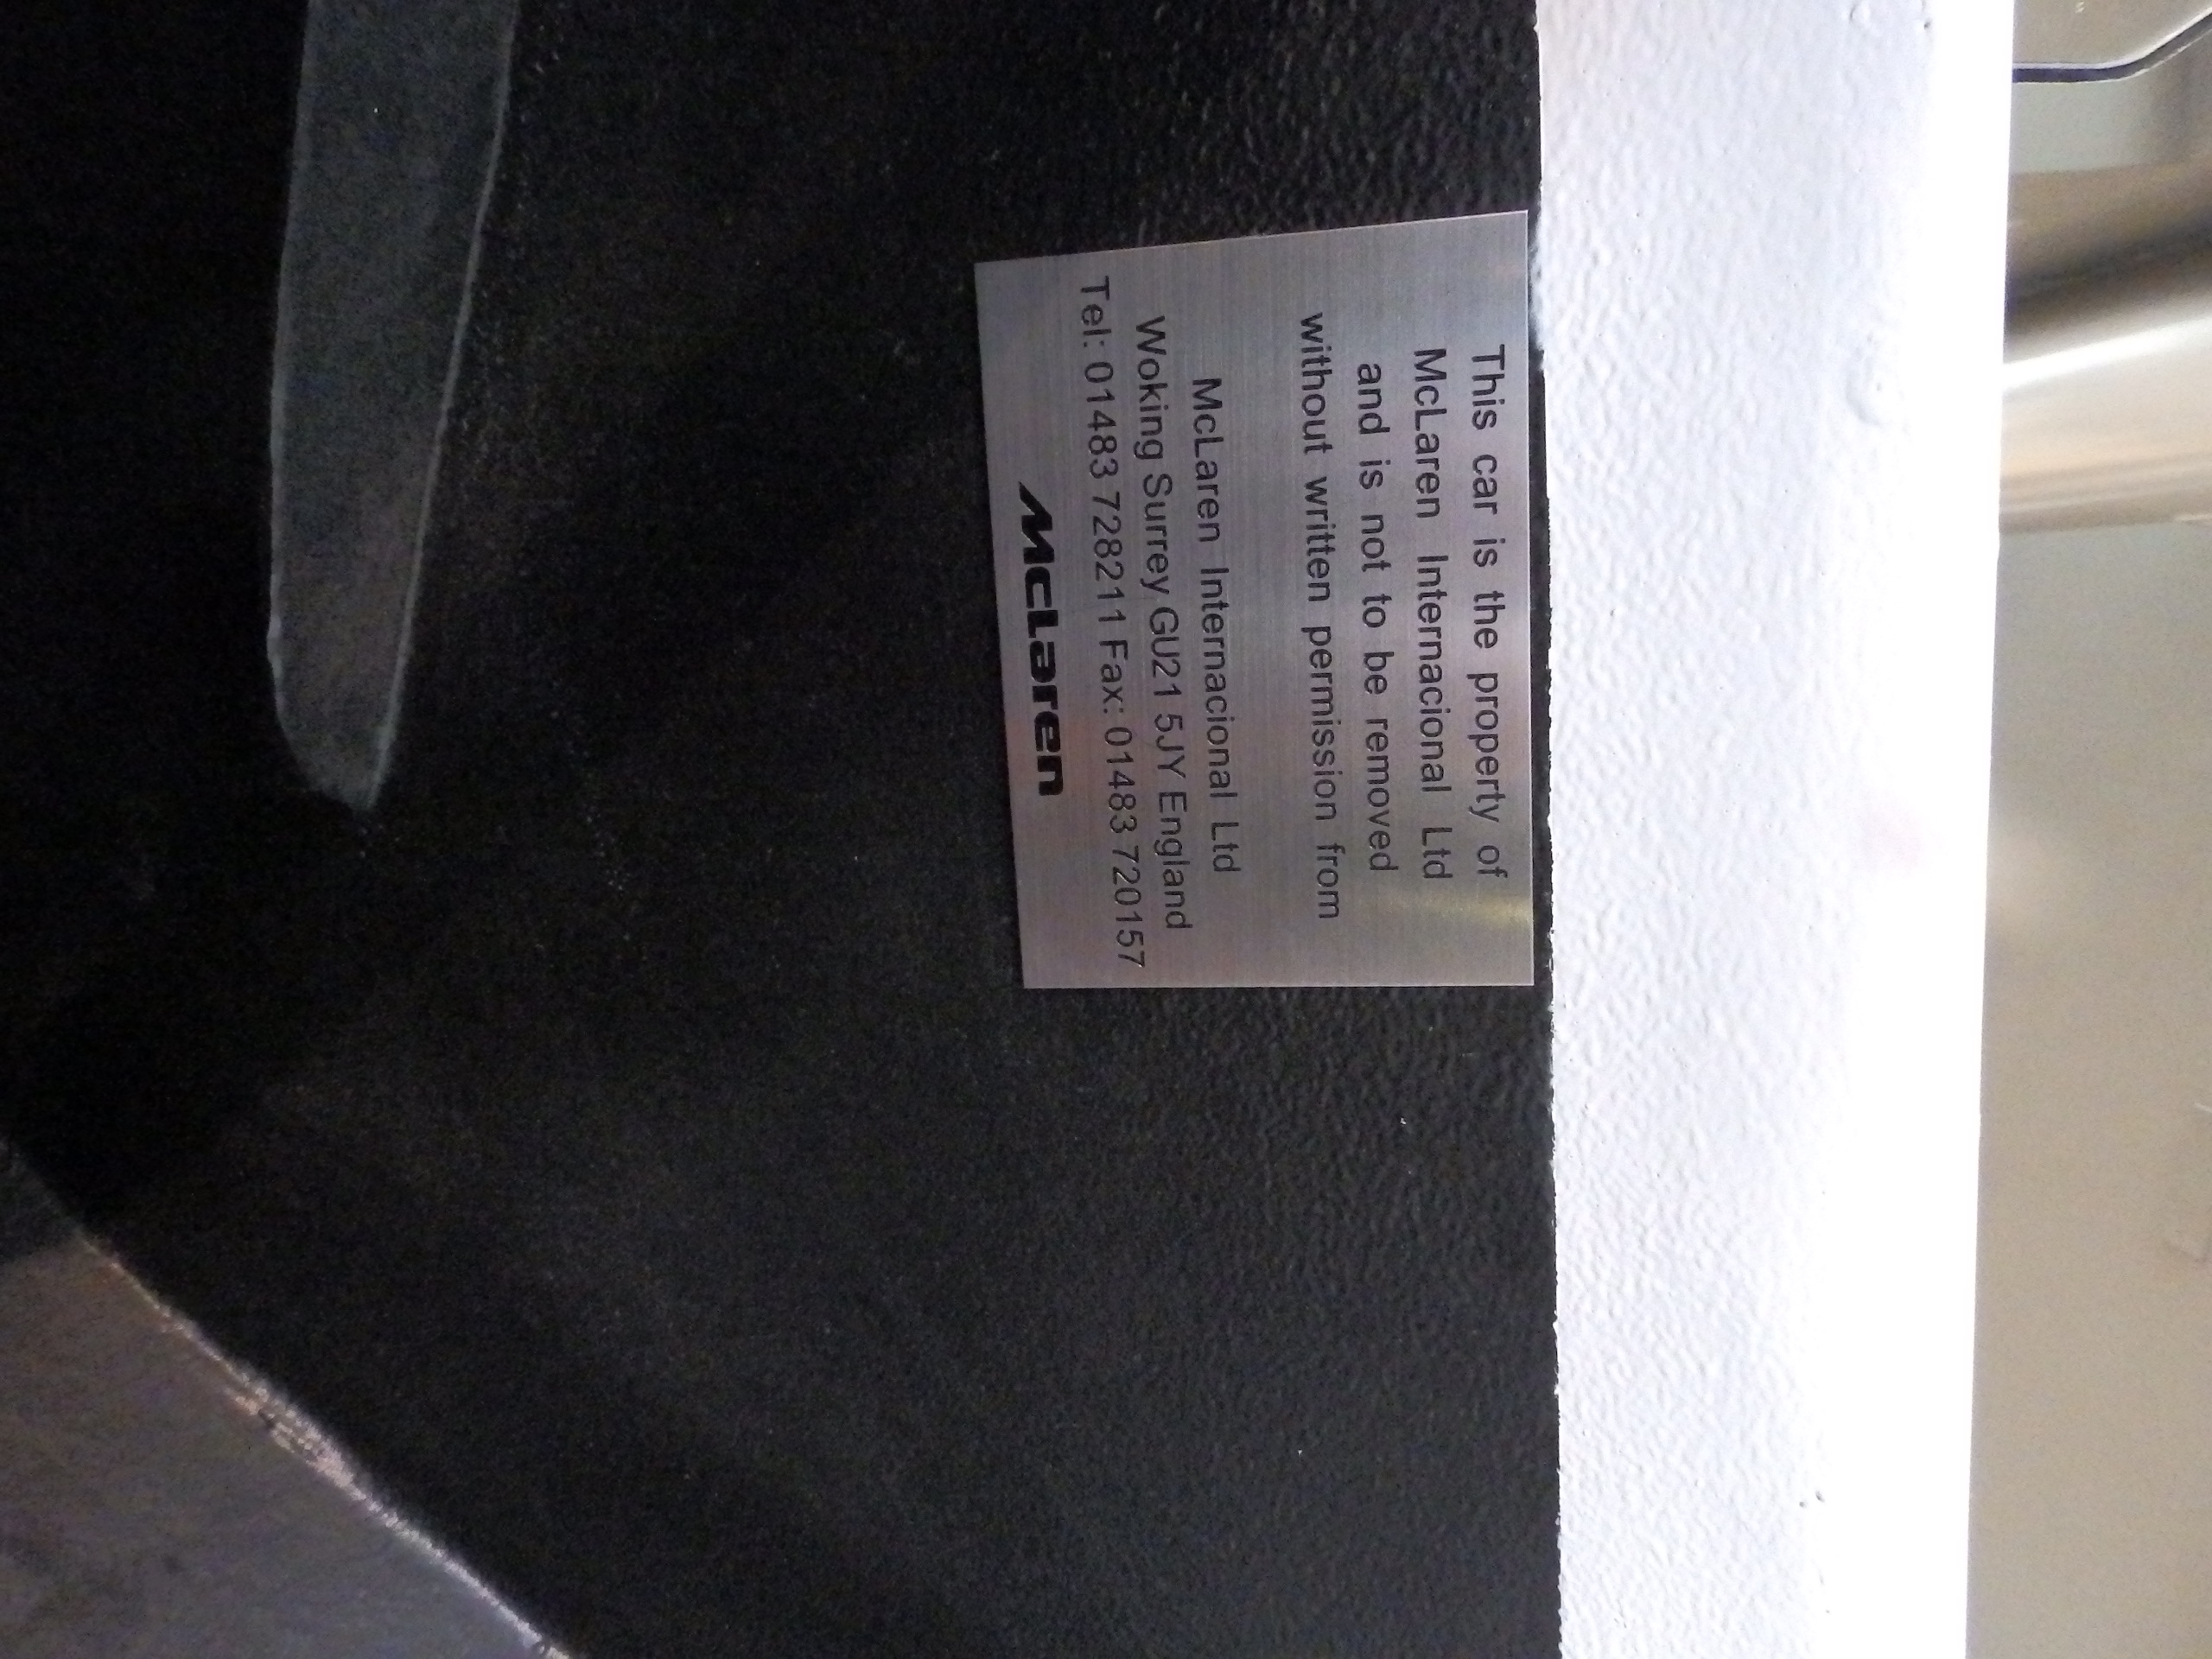 This car is the property of
McLaren Internacional Ltd
and is not to be removed
without written permission from
McLaren Internacional Ltd
Woking Surrey GU21 5JY England
Tel: 01483 728211 Fax: 01483 720157
McLaren